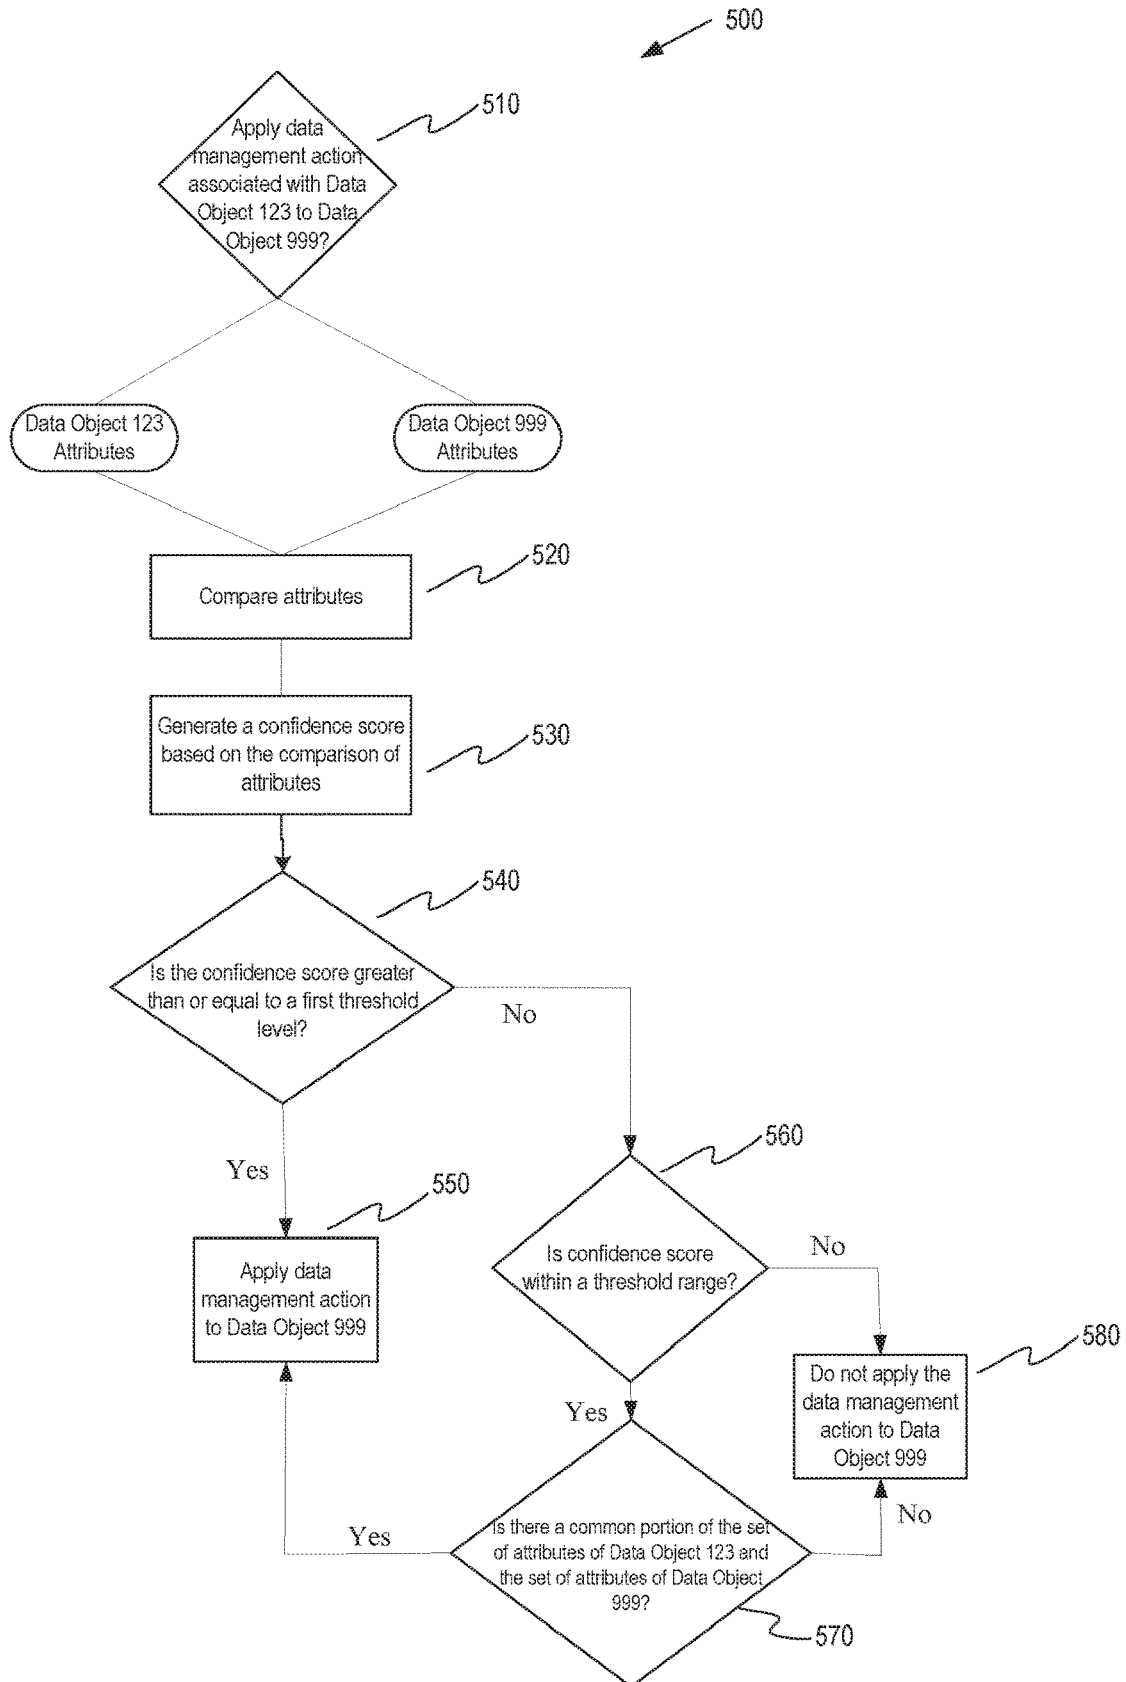 500
510
Apply data
management action
associated with Data
Object 123 to Data
Object 999?
Data Object 123
Attributes
Data Object 999
Attributes
520
Compare attributes
530
Generate a confidence score
based on the comparison of
attributes
540
Is the confidence score greater
than or equal to a first threshold
level?
No
Yes
550
Apply data
management action
to Data Object 999
560
Is confidence score
within a threshold range?
No
Yes
580
Do not apply the
data management
action to Data
Object 999
Is there a common portion of the set
of attributes of Data Object 123 and
the set of attributes of Data Object
999?
Yes
No
570